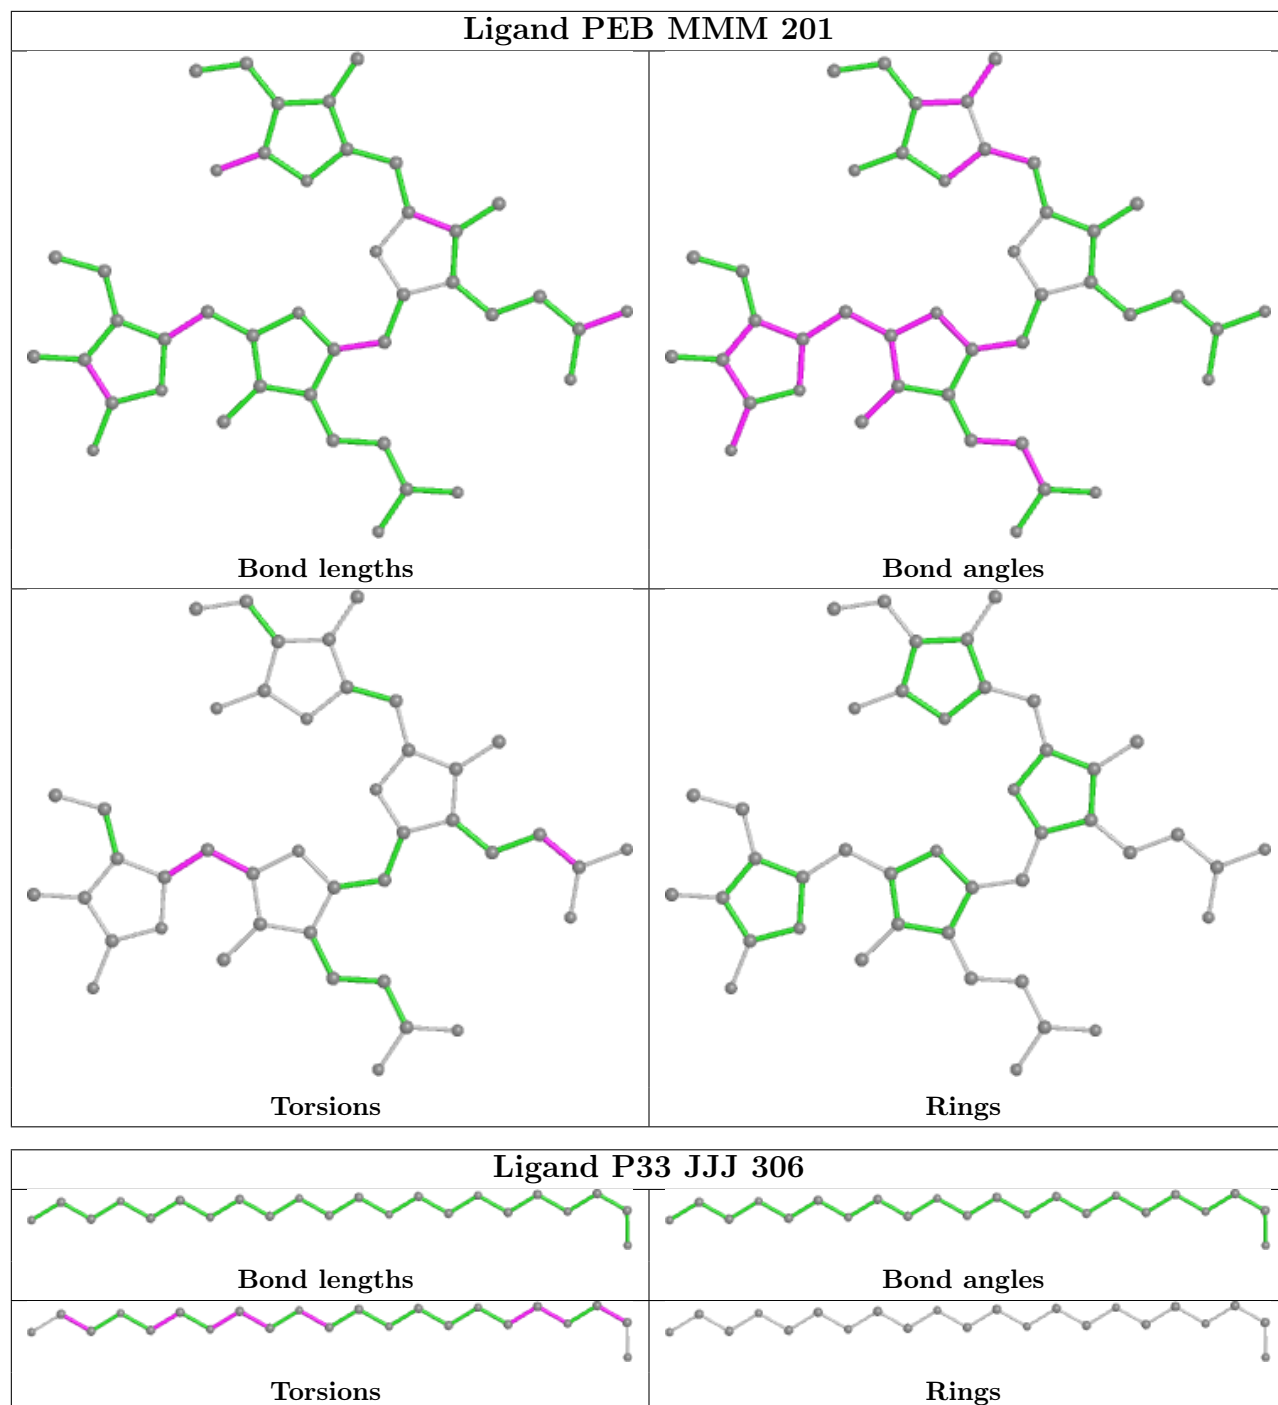 Ligand PEB MMM 201
Bond lengths
Bond angles
Torsions
Rings
Ligand P33 JJJ 306
Bond lengths
Bond angles
Torsions
Rings